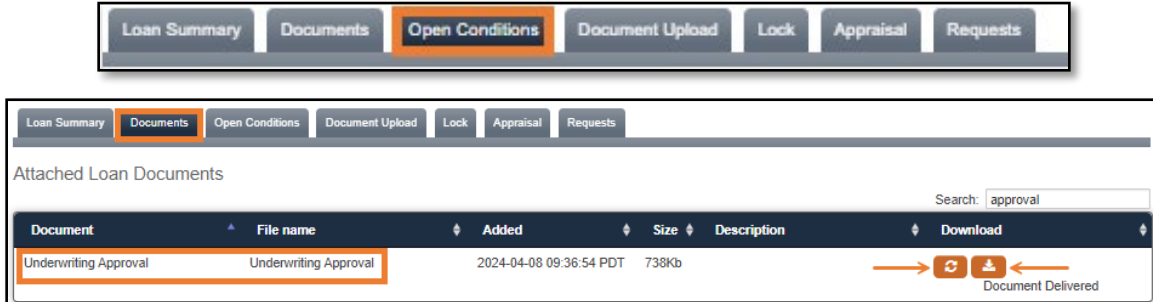 Loan Summary Documents Open Conditions Document Upload Lock Appraisal Requests
Loan Summary Documents Open Conditions Document Upload Lock Appraisal Requests
Attached Loan Documents
Search: approval
Document File name Added Size Description Download
Underwriting Approval Underwriting Approval 2024-04-08 09:36:54 PDT 738Kb
Document Delivered